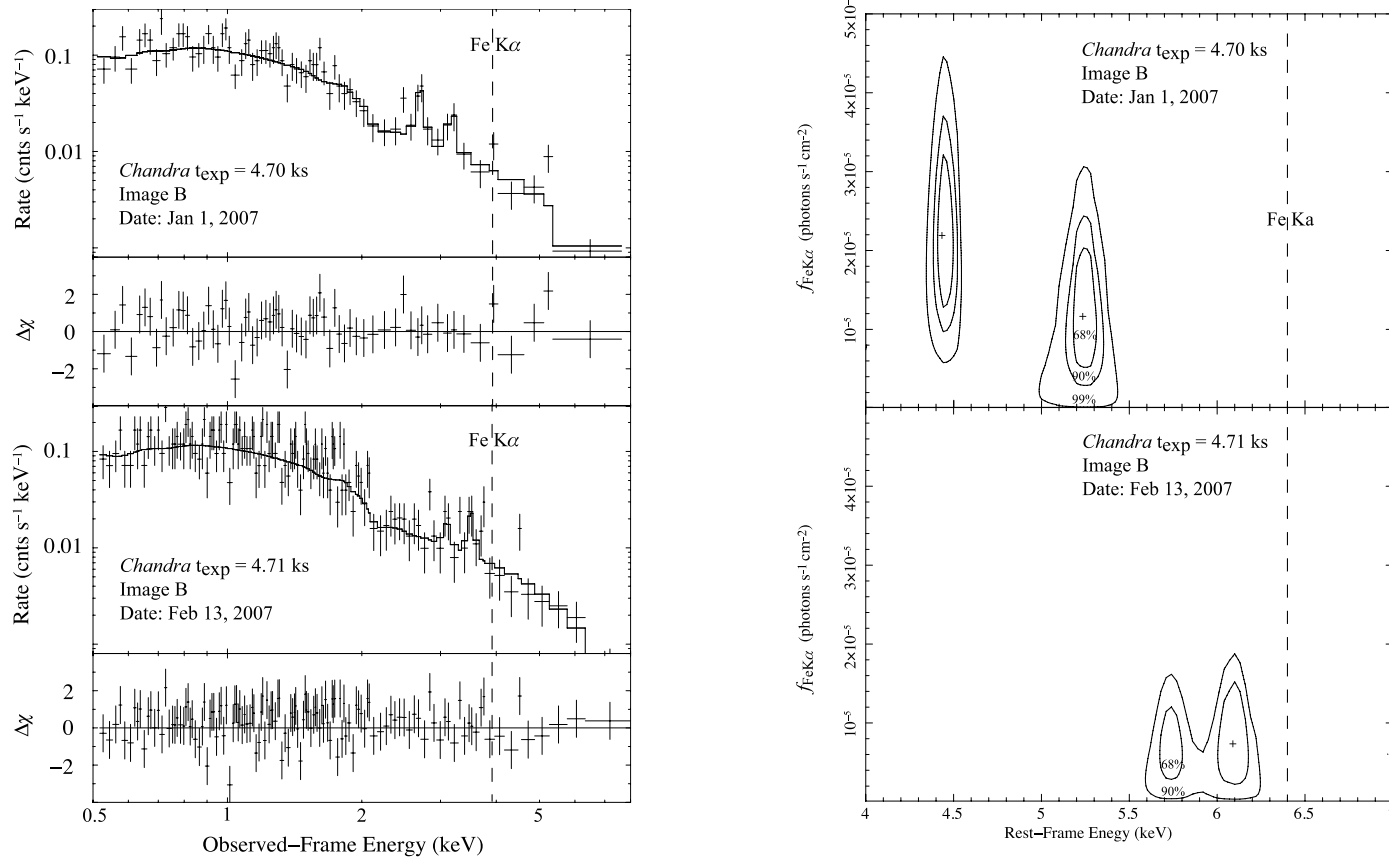 Rate (cnts s⁻¹ keV⁻¹)
0.1
0.01
Fe Kα
Chandra t_exp = 4.70 ks
Image B
Date: Jan 1, 2007
Δχ
2
0
−2
Rate (cnts s⁻¹ keV⁻¹)
0.1
0.01
Fe Kα
Chandra t_exp = 4.71 ks
Image B
Date: Feb 13, 2007
Δχ
2
0
−2
0.5 1 2 5
Observed−Frame Energy (keV)
f_FeKα (photons s⁻¹ cm⁻²)
5×10⁻
4×10⁻⁵
3×10⁻⁵
2×10⁻⁵
10⁻⁵
Chandra t_exp = 4.70 ks
Image B
Date: Jan 1, 2007
Fe Ka
68%
90%
99%
f_FeKα (photons s⁻¹ cm⁻²)
4×10⁻⁵
3×10⁻⁵
2×10⁻⁵
10⁻⁵
Chandra t_exp = 4.71 ks
Image B
Date: Feb 13, 2007
Fe Ka
68%
90%
4 4.5 5 5.5 6 6.5
Rest−Frame Energy (keV)